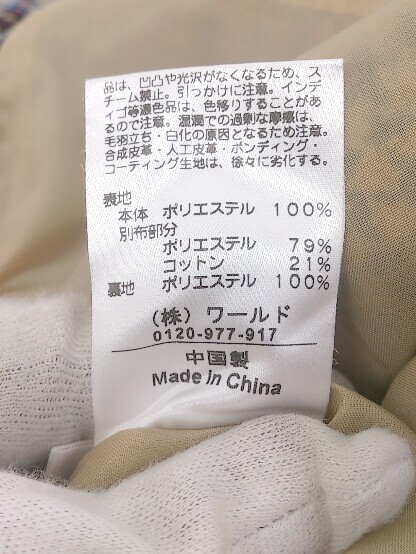 品は、凹凸や光沢がなくなるため、ス
チーム禁止。引っかけに注意。インデ
ィゴ等濃色品は、色移りすることがあ
るので注意。湿潤での過剰な摩擦は、
毛羽立ち・白化の原因となるため注意。
合成皮革・人工皮革・ボンディング・
コーティング生地は、徐々に劣化する。
表地
本体 ポリエステル 100%
別布部分
ポリエステル 79%
コットン 21%
裏地 ポリエステル 100%
(株) ワールド
0120-977-917
中国製
Made in China